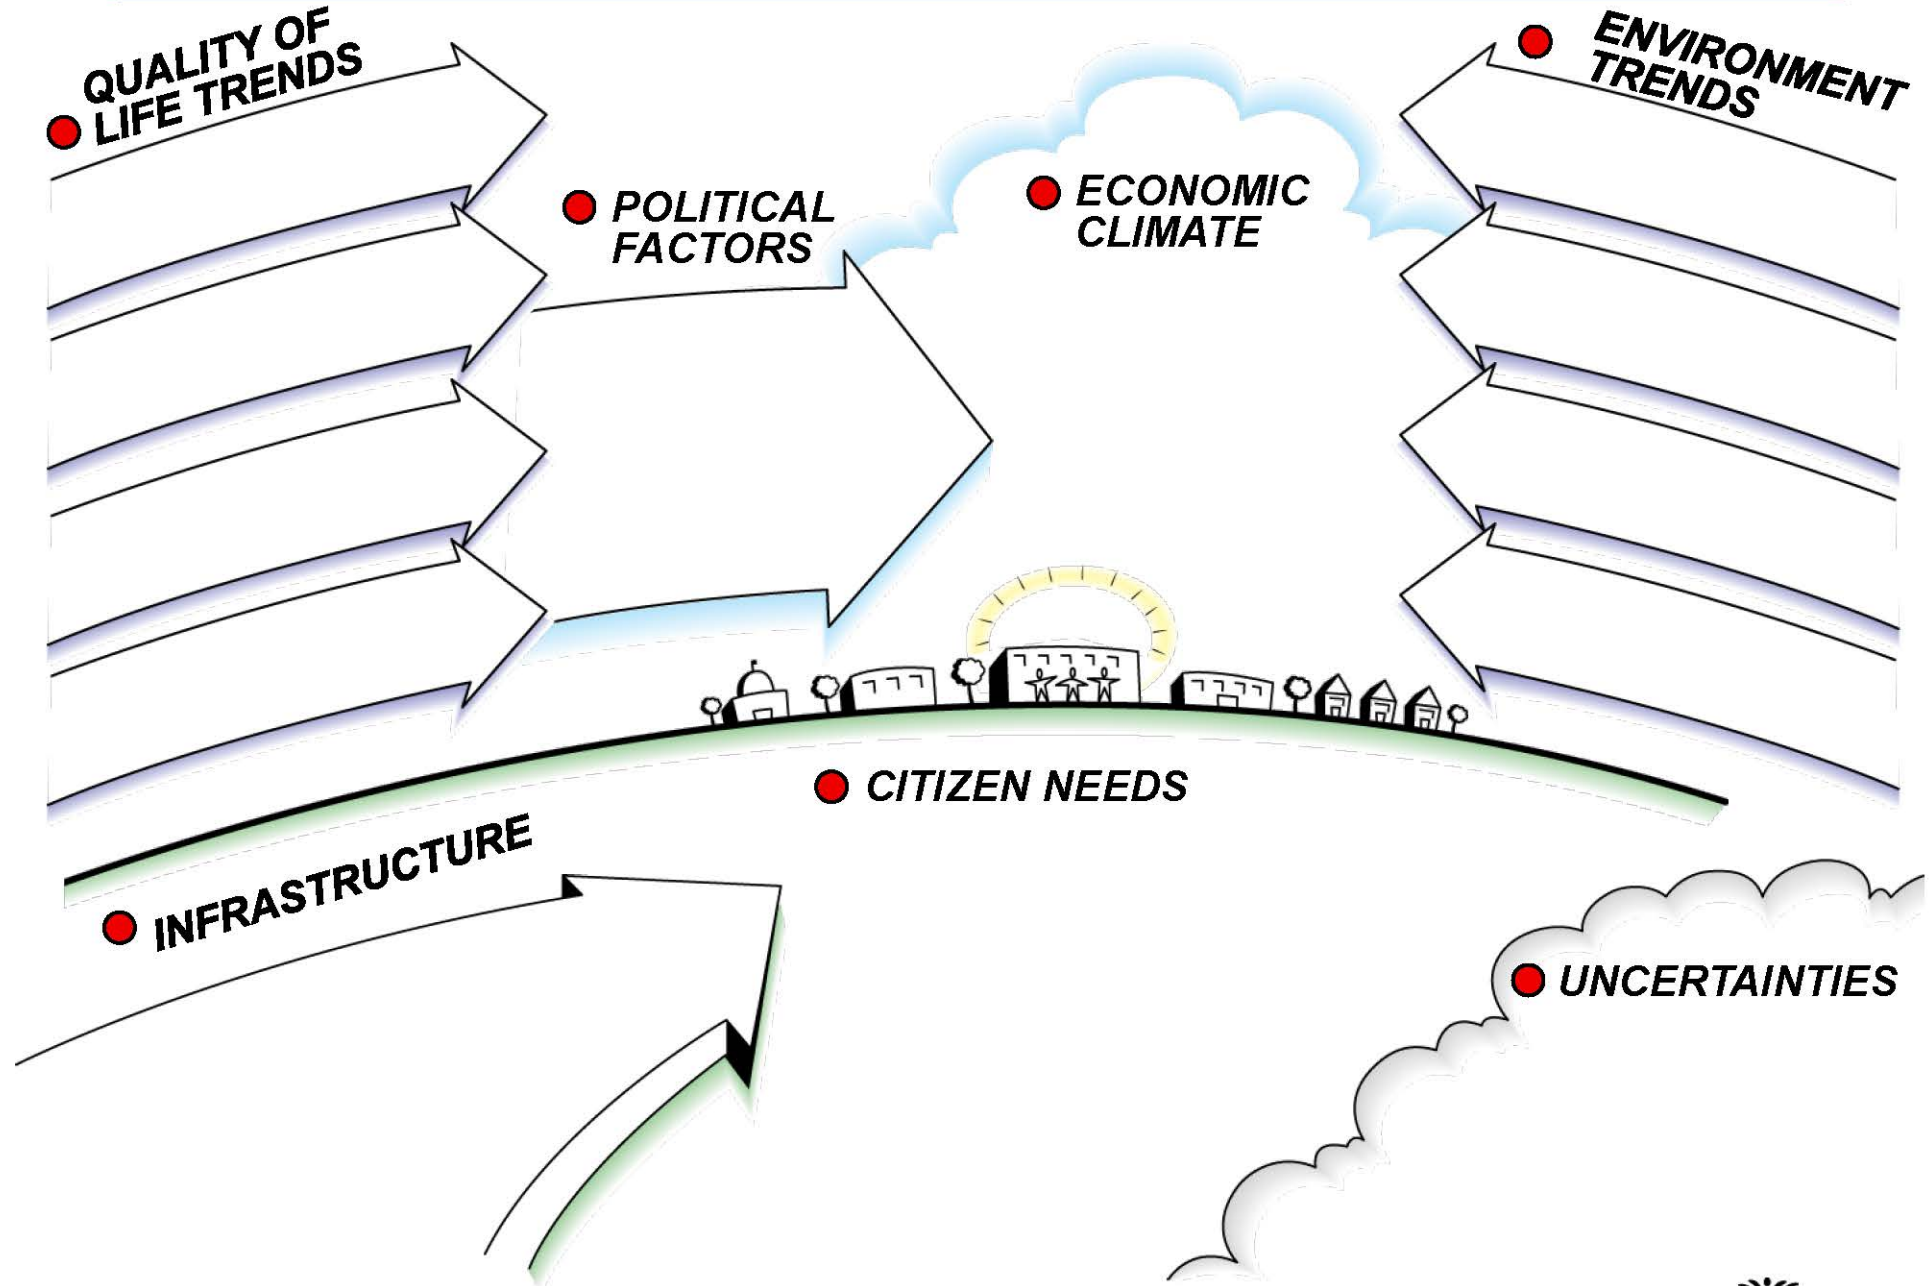 QUALITY OF
LIFE TRENDS
POLITICAL
FACTORS
ECONOMIC
CLIMATE
ENVIRONMENT
TRENDS
CITIZEN NEEDS
INFRASTRUCTURE
UNCERTAINTIES